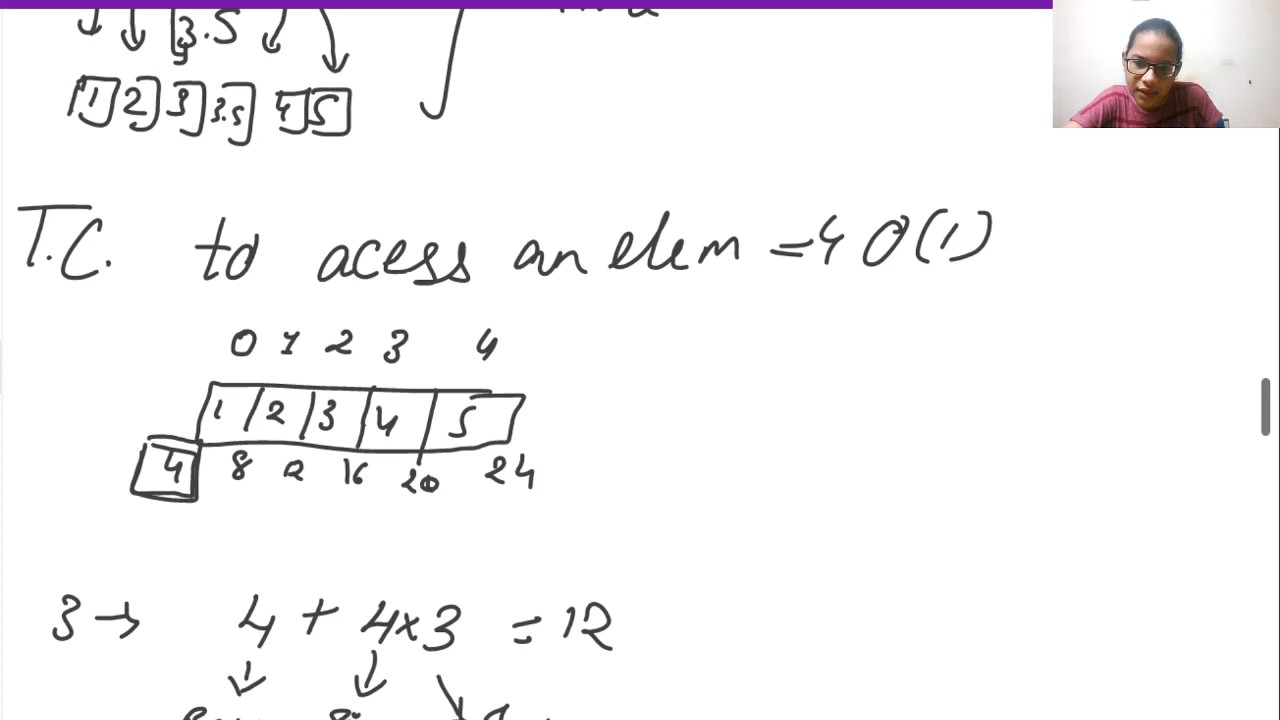 3.5
1 2 3 3.5 4 5
T.C. to acess an elem = 4 O(1)
0 1 2 3 4
1 2 3 4 5
4 8 12 16 20 24
3 → 4 + 4x3 = 12